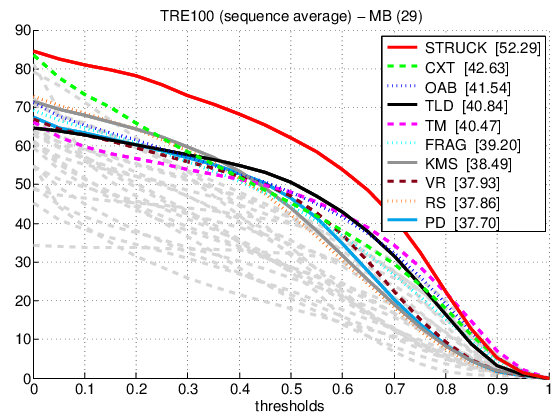 TRE100 (sequence average) − MB (29)
90
80
70
60
50
40
30
20
10
0
STRUCK [52.29]
CXT [42.63]
OAB [41.54]
TLD [40.84]
TM [40.47]
FRAG [39.20]
KMS [38.49]
VR [37.93]
RS [37.86]
PD [37.70]
0 0.1 0.2 0.3 0.4 0.5 0.6 0.7 0.8 0.9 1
thresholds